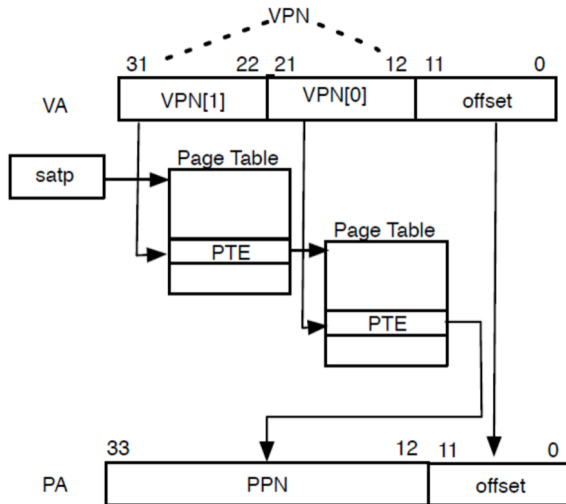 VPN
31 22 21 12 11 0
VA VPN[1] VPN[0] offset
Page Table
satp
Page Table
PTE
PTE
33 12 11 0
PA PPN offset